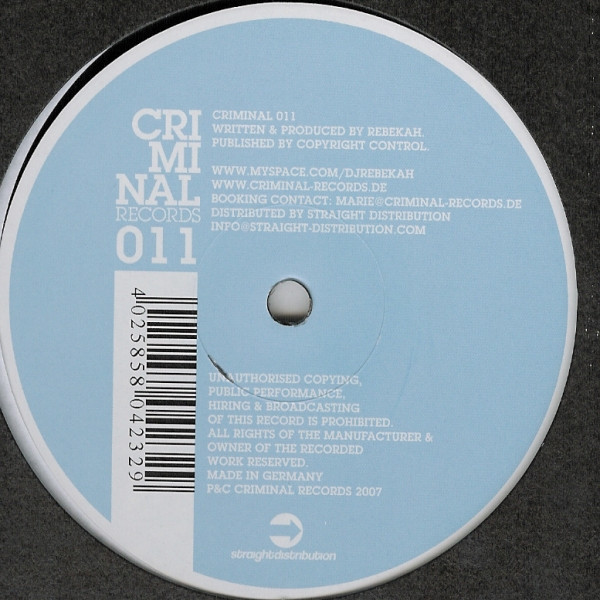 CRI
MI
NAL
RECORDS
011
CRIMINAL 011
WRITTEN & PRODUCED BY REBEKAH.
PUBLISHED BY COPYRIGHT CONTROL.
WWW.MYSPACE.COM/DJREBEKAH
WWW.CRIMINAL-RECORDS.DE
BOOKING CONTACT: MARIE@CRIMINAL-RECORDS.DE
DISTRIBUTED BY STRAIGHT DISTRIBUTION
INFO@STRAIGHT-DISTRIBUTION.COM
4 025858 042329
UNAUTHORISED COPYING,
PUBLIC PERFORMANCE,
HIRING & BROADCASTING
OF THIS RECORD IS PROHIBITED.
ALL RIGHTS OF THE MANUFACTURER &
OWNER OF THE RECORDED
WORK RESERVED.
MADE IN GERMANY
P&C CRIMINAL RECORDS 2007
straightdistribution